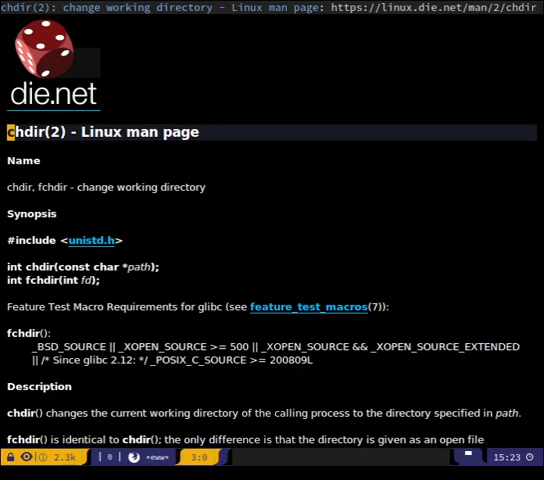 chdir(2): change working directory - Linux man page: https://linux.die.net/man/2/chdir
die.net
chdir(2) - Linux man page
Name
chdir, fchdir - change working directory
Synopsis
#include <unistd.h>
int chdir(const char *path);
int fchdir(int fd);
Feature Test Macro Requirements for glibc (see feature_test_macros(7)):
fchdir():
_BSD_SOURCE || _XOPEN_SOURCE >= 500 || _XOPEN_SOURCE && _XOPEN_SOURCE_EXTENDED
|| /* Since glibc 2.12: */ _POSIX_C_SOURCE >= 200809L
Description
chdir() changes the current working directory of the calling process to the directory specified in path.
fchdir() is identical to chdir(); the only difference is that the directory is given as an open file
2.3k | 0 | *eww* 3:0 15:23